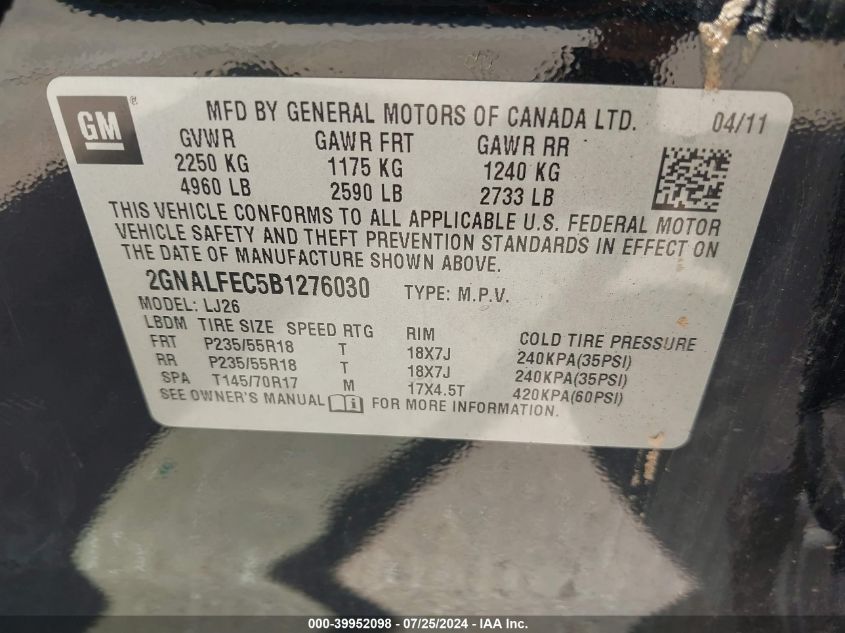 GM®
MFD BY GENERAL MOTORS OF CANADA LTD. 04/11
GVWR GAWR FRT GAWR RR
2250 KG 1175 KG 1240 KG
4960 LB 2590 LB 2733 LB
THIS VEHICLE CONFORMS TO ALL APPLICABLE U.S. FEDERAL MOTOR
VEHICLE SAFETY AND THEFT PREVENTION STANDARDS IN EFFECT ON
THE DATE OF MANUFACTURE SHOWN ABOVE.
2GNALFEC5B1276030 TYPE: M.P.V.
MODEL: LJ26
LBDM TIRE SIZE SPEED RTG RIM COLD TIRE PRESSURE
FRT P235/55R18 T 18X7J 240KPA(35PSI)
RR P235/55R18 T 18X7J 240KPA(35PSI)
SPA T145/70R17 M 17X4.5T 420KPA(60PSI)
SEE OWNER'S MANUAL i FOR MORE INFORMATION.
000-39952098 - 07/25/2024 - IAA Inc.